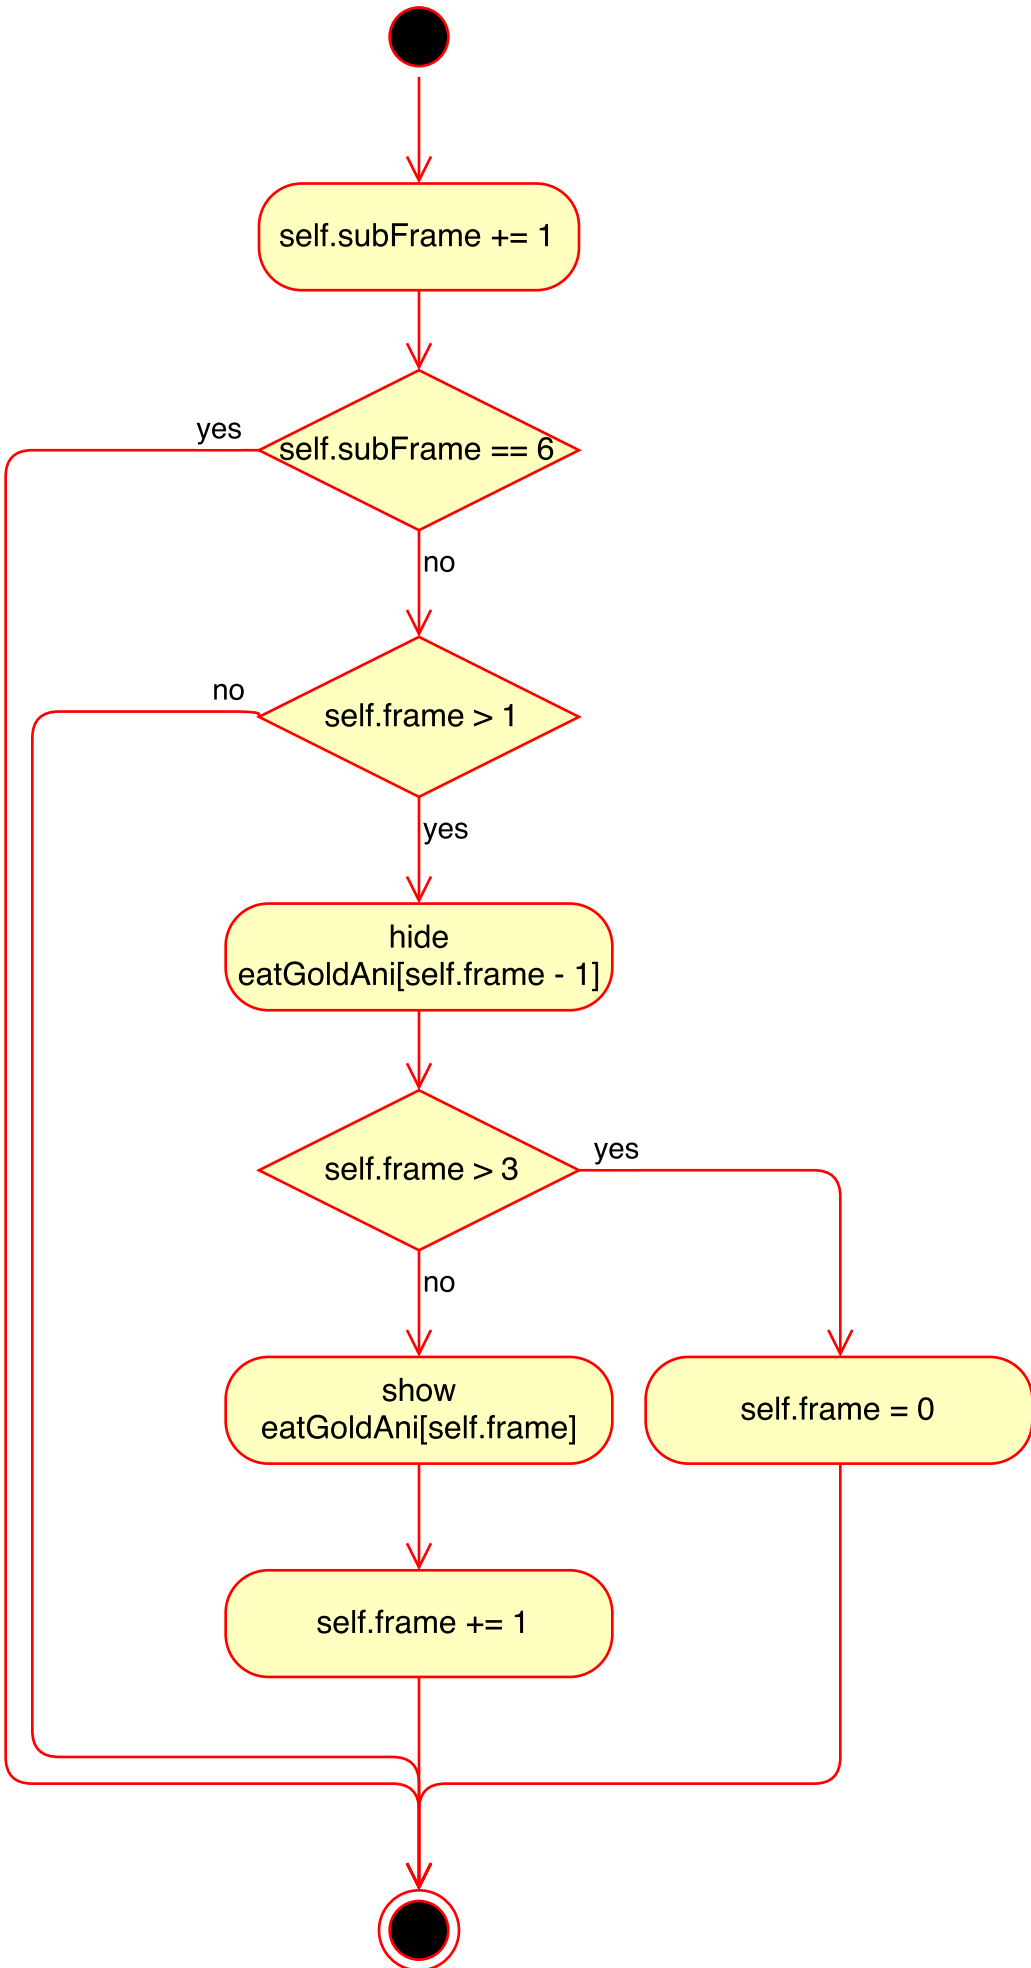 self.subFrame += 1
yes
self.subFrame == 6
no
no
self.frame > 1
yes
hide
eatGoldAni[self.frame - 1]
self.frame > 3
yes
no
show
eatGoldAni[self.frame]
self.frame = 0
self.frame += 1